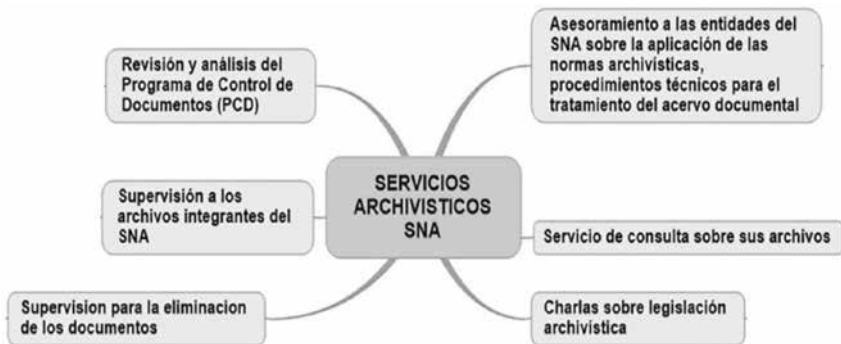 Revisión y análisis del
Programa de Control de
Documentos (PCD)
Asesoramiento a las entidades del
SNA sobre la aplicación de las
normas archivísticas,
procedimientos técnicos para el
tratamiento del acervo documental
SERVICIOS
ARCHIVISTICOS
SNA
Supervisión a los
archivos integrantes del
SNA
Servicio de consulta sobre sus archivos
Supervision para la eliminacion
de los documentos
Charlas sobre legislación
archivística